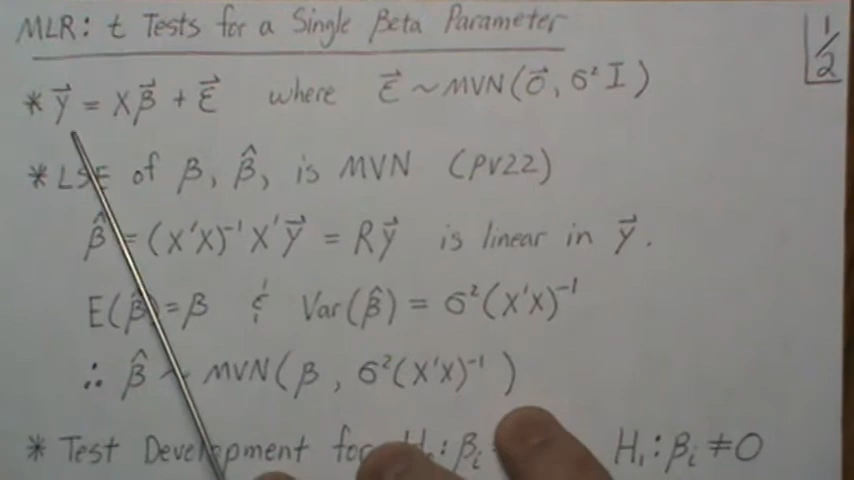 MLR: t Tests for a Single Beta Parameter
1/2
* y⃗ = Xβ⃗ + ε⃗ where ε⃗ ~ MVN(0⃗, σ² I)
* LSE of β, β̂, is MVN (PV22)
β̂ = (X'X)⁻¹X'y⃗ = Ry⃗ is linear in y⃗.
E(β̂) = β & Var(β̂) = σ²(X'X)⁻¹
∴ β̂ ~ MVN(β, σ²(X'X)⁻¹)
* Test Development for H₀: βᵢ H₁: βᵢ ≠ 0